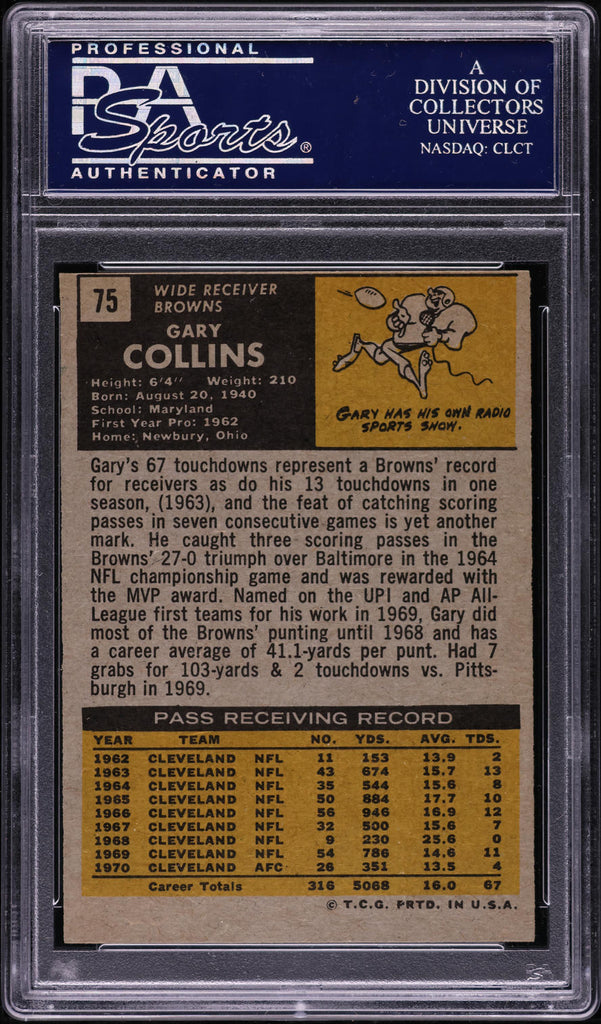 PROFESSIONAL
PSA
Sports®
AUTHENTICATOR
A
DIVISION OF
COLLECTORS
UNIVERSE
NASDAQ: CLCT
75
WIDE RECEIVER
BROWNS
GARY
COLLINS
Height: 6'4" Weight: 210
Born: August 20, 1940
School: Maryland
First Year Pro: 1962
Home: Newbury, Ohio
GARY HAS HIS OWN RADIO
SPORTS SHOW.
Gary's 67 touchdowns represent a Browns' record
for receivers as do his 13 touchdowns in one
season, (1963), and the feat of catching scoring
passes in seven consecutive games is yet another
mark. He caught three scoring passes in the
Browns' 27-0 triumph over Baltimore in the 1964
NFL championship game and was rewarded with
the MVP award. Named on the UPI and AP All-
League first teams for his work in 1969, Gary did
most of the Browns' punting until 1968 and has
a career average of 41.1-yards per punt. Had 7
grabs for 103-yards & 2 touchdowns vs. Pitts-
burgh in 1969.
PASS RECEIVING RECORD
YEAR TEAM NO. YDS. AVG. TDS.
1962 CLEVELAND NFL 11 153 13.9 2
1963 CLEVELAND NFL 43 674 15.7 13
1964 CLEVELAND NFL 35 544 15.6 8
1965 CLEVELAND NFL 50 884 17.7 10
1966 CLEVELAND NFL 56 946 16.9 12
1967 CLEVELAND NFL 32 500 15.6 7
1968 CLEVELAND NFL 9 230 25.6 0
1969 CLEVELAND NFL 54 786 14.6 11
1970 CLEVELAND AFC 26 351 13.5 4
Career Totals 316 5068 16.0 67
© T.C.G. PRTD. IN U.S.A.